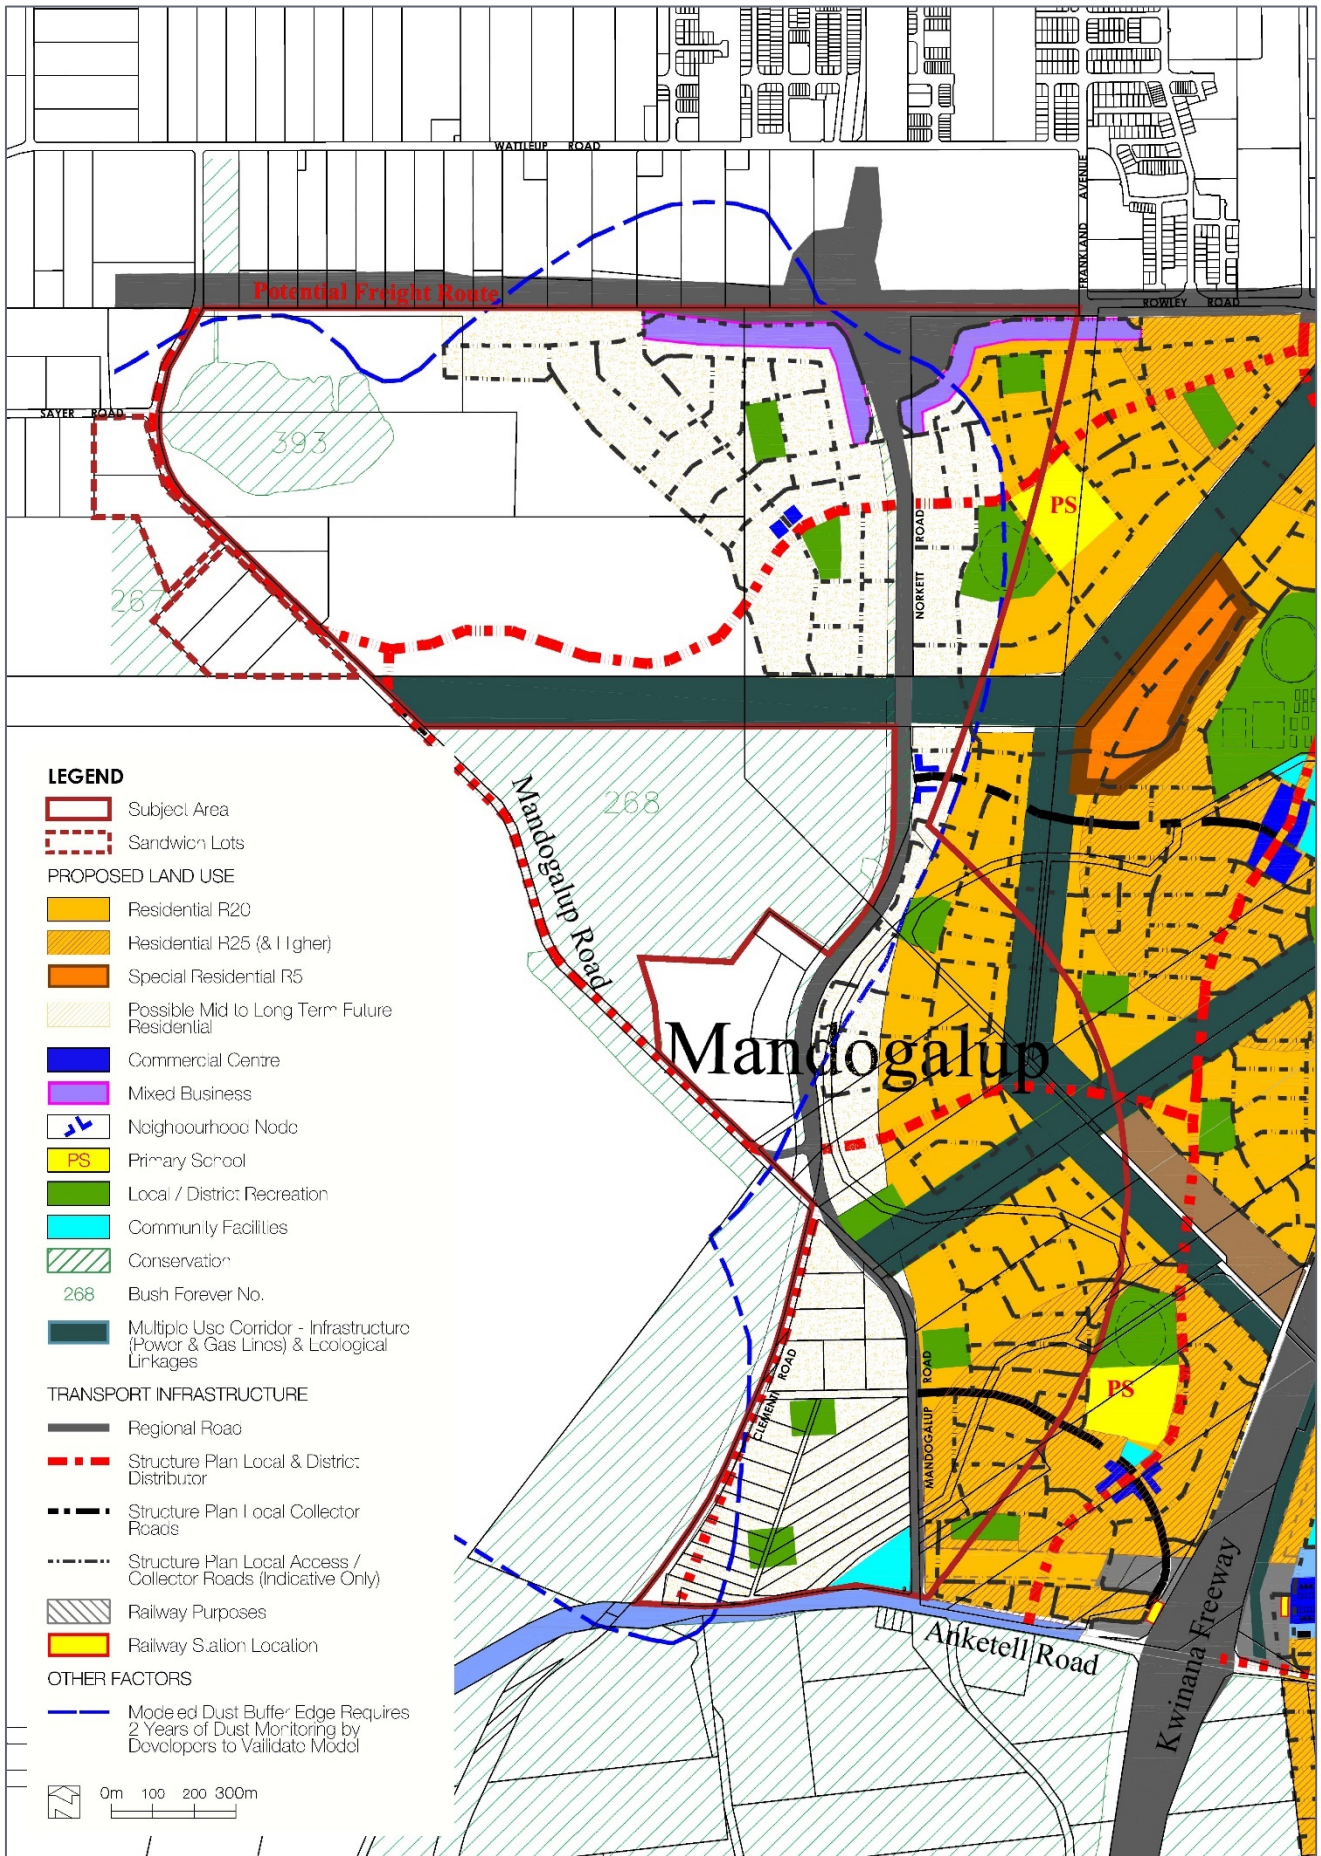 WATTLEUP ROAD
FRANKLAND AVENUE
Potential Freight Route
ROWLEY ROAD
SAYER ROAD
393
PS
NORKETT ROAD
267
268
Mandogalup Road
Mandogalup
CLEMENTI ROAD
MANDOGALUP ROAD
PS
Anketell Road
Kwinana Freeway
LEGEND
Subject Area
Sandwich Lots
PROPOSED LAND USE
Residential R20
Residential R25 (& Higher)
Special Residential R5
Possible Mid to Long Term Future
Residential
Commercial Centre
Mixed Business
Neighbourhood Node
PS Primary School
Local / District Recreation
Community Facilities
Conservation
268 Bush Forever No.
Multiple Use Corridor - Infrastructure
(Power & Gas Lines) & Ecological
Linkages
TRANSPORT INFRASTRUCTURE
Regional Road
Structure Plan Local & District
Distributor
Structure Plan Local Collector
Roads
Structure Plan Local Access /
Collector Roads (Indicative Only)
Railway Purposes
Railway Station Location
OTHER FACTORS
Modeled Dust Buffer Edge Requires
2 Years of Dust Monitoring by
Developers to Vailidate Model
0m 100 200 300m